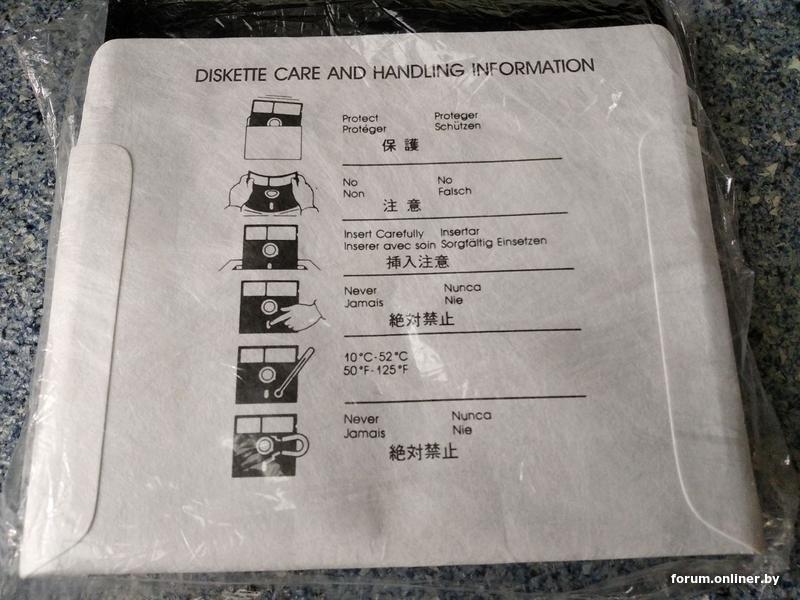 DISKETTE CARE AND HANDLING INFORMATION
Protect Proteger
Protéger Schützen
保護
No No
Non Falsch
注意
Insert Carefully Insertar
Inserer avec soin Sorgfältig Einsetzen
挿入注意
Never Nunca
Jamais Nie
絶対禁止
10°C-52°C
50°F-125°F
Never Nunca
Jamais Nie
絶対禁止
forum.onliner.by